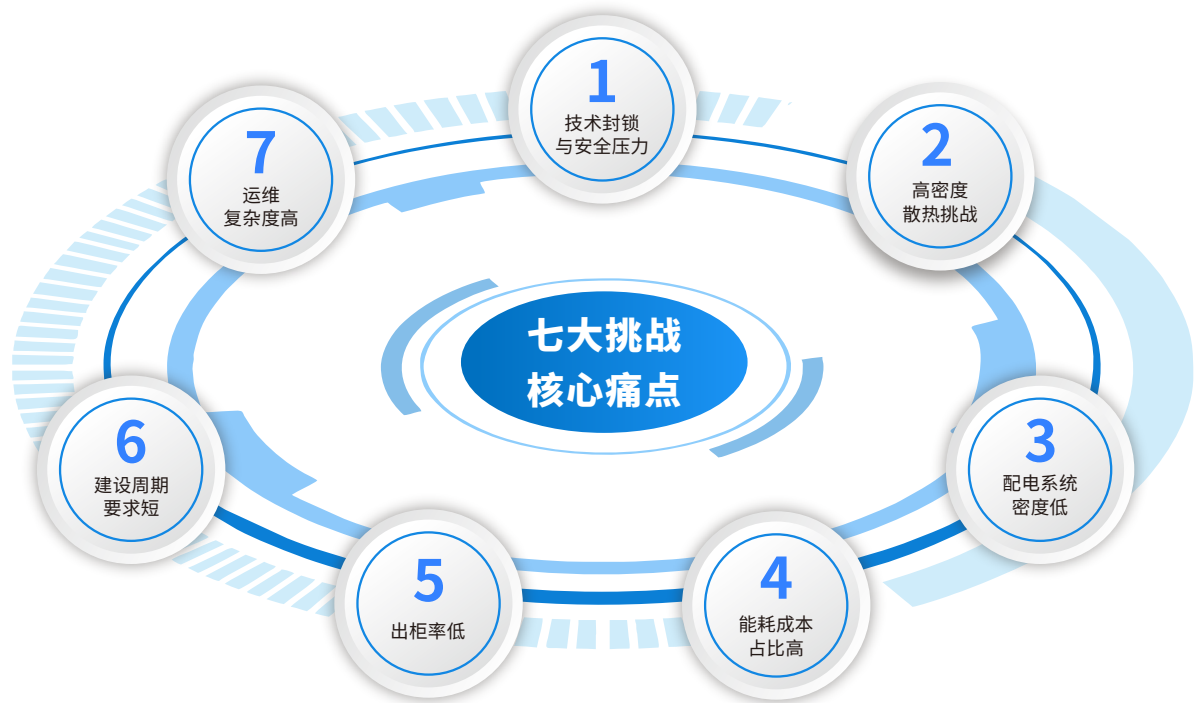 七大挑战
核心痛点
1
技术封锁
与安全压力
2
高密度
散热挑战
3
配电系统
密度低
4
能耗成本
占比高
5
出柜率低
6
建设周期
要求短
7
运维
复杂度高